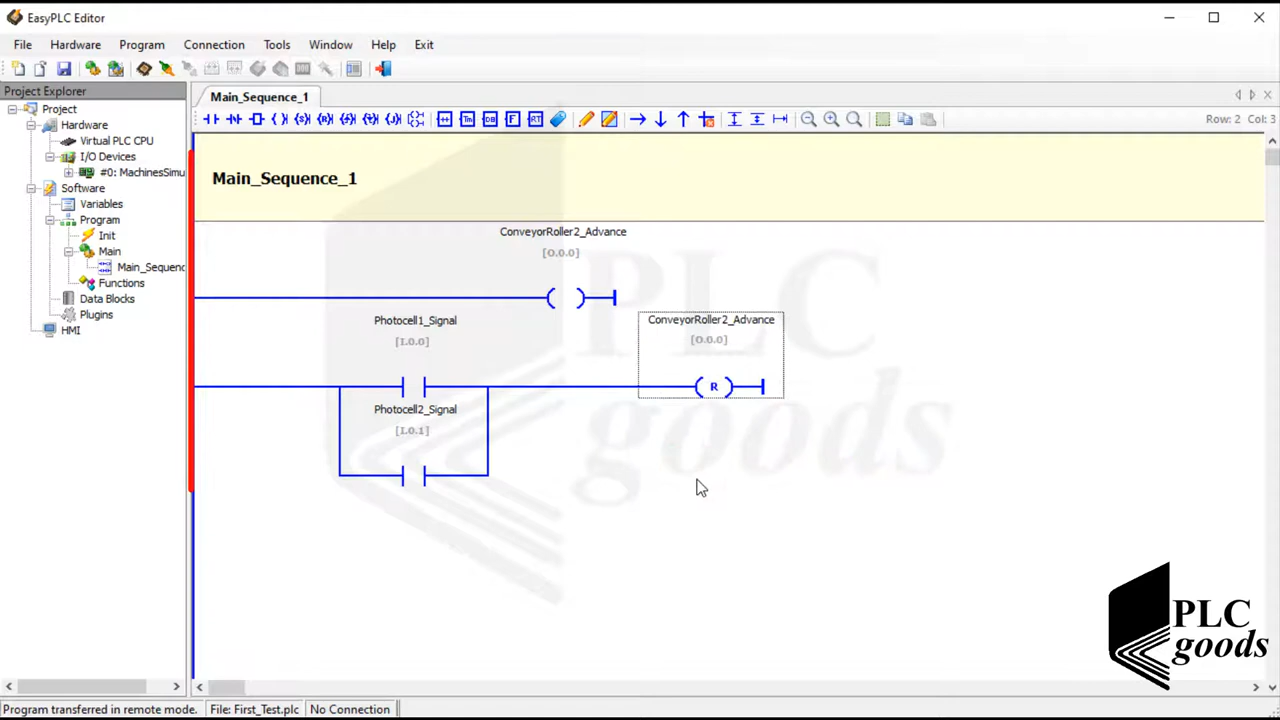 EasyPLC Editor
File Hardware Program Connection Tools Window Help Exit
Project Explorer
Main_Sequence_1
Project
Hardware
Virtual PLC CPU
I/O Devices
#0: MachinesSimu
Software
Variables
Program
Init
Main
Main_Sequenc
Functions
Data Blocks
Plugins
HMI
Row: 2 Col: 3
Main_Sequence_1
ConveyorRoller2_Advance
[O.0.0]
Photocell1_Signal
[I.0.0]
ConveyorRoller2_Advance
[O.0.0]
R
Photocell2_Signal
[I.0.1]
PLC
goods
PLC
goods
Program transferred in remote mode. File: First_Test.plc No Connection